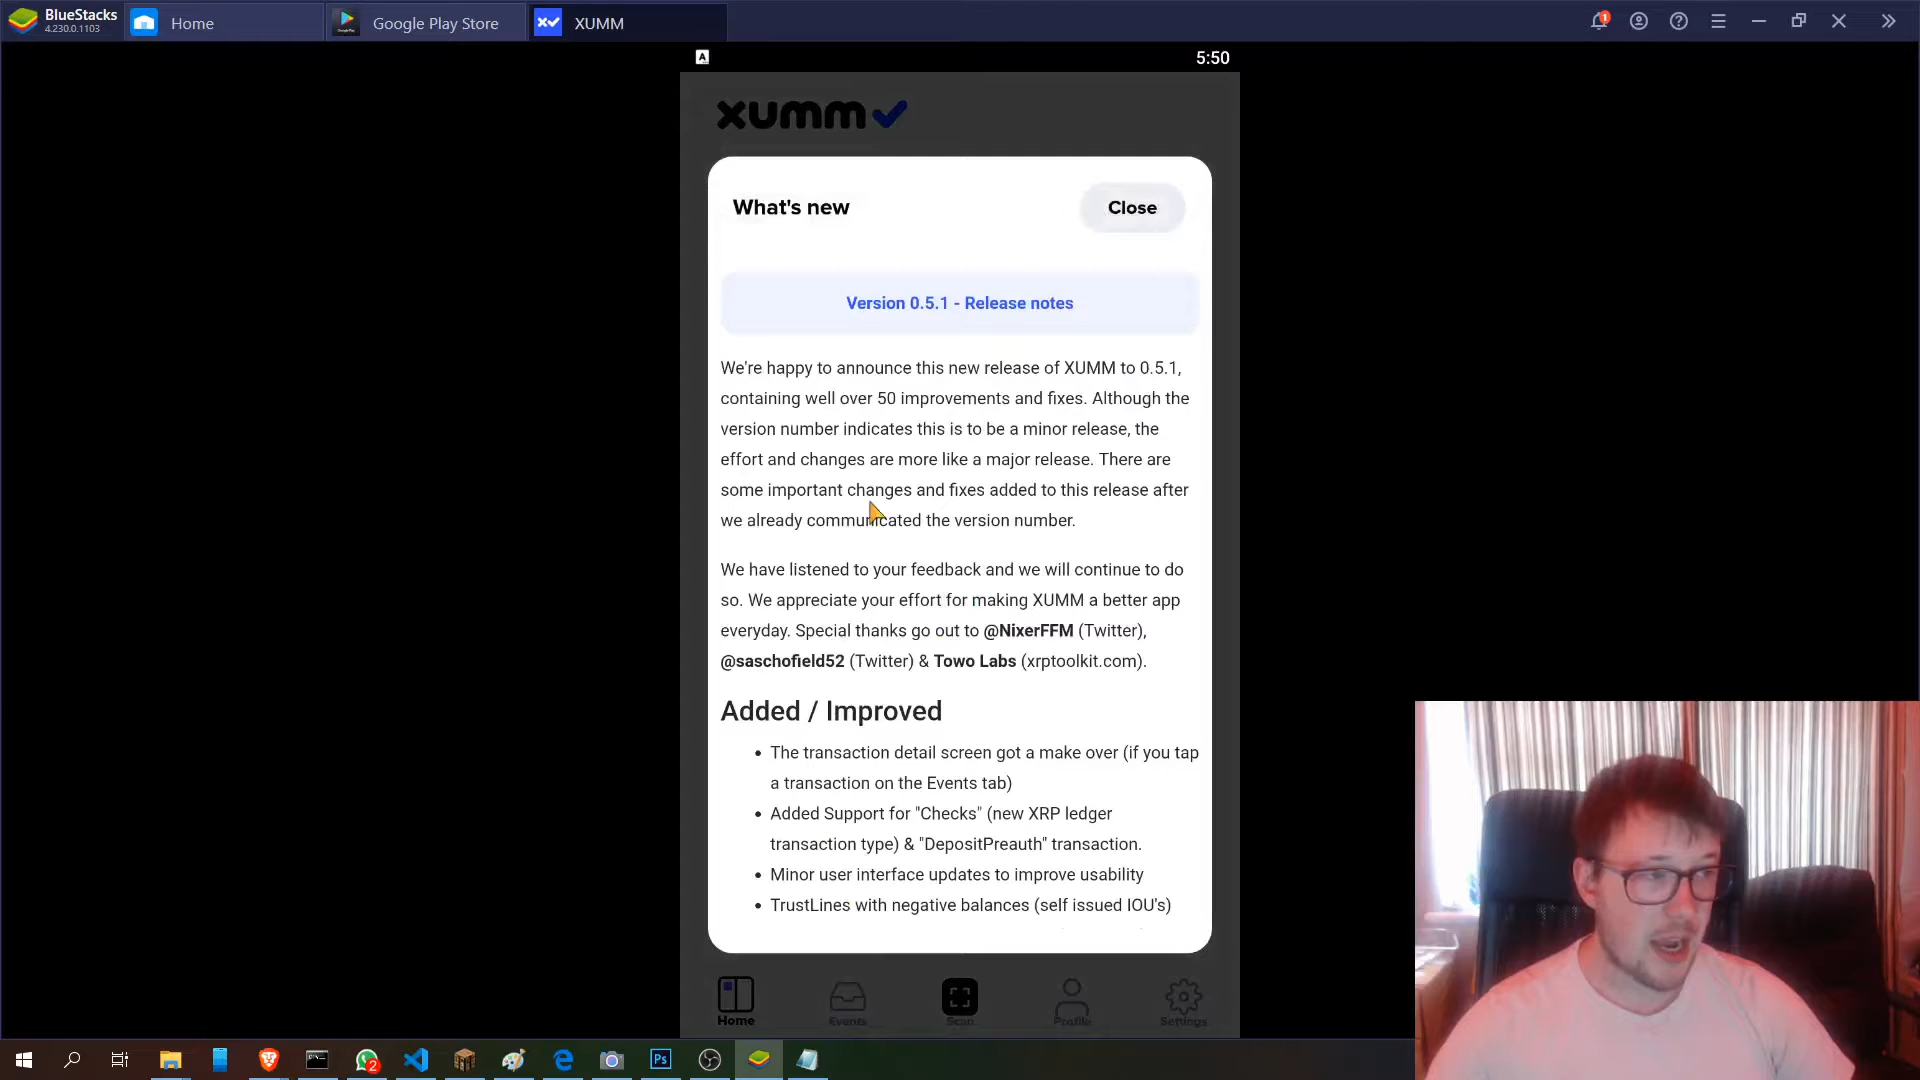 BlueStacks
4.230.0.1103
Home
Google Play Store
XUMM
1
A
5:50
xumm
What's new
Close
Version 0.5.1 - Release notes
We're happy to announce this new release of XUMM to 0.5.1,
containing well over 50 improvements and fixes. Although the
version number indicates this is to be a minor release, the
effort and changes are more like a major release. There are
some important changes and fixes added to this release after
we already communicated the version number.
We have listened to your feedback and we will continue to do
so. We appreciate your effort for making XUMM a better app
everyday. Special thanks go out to @NixerFFM (Twitter),
@saschofield52 (Twitter) & Towo Labs (xrptoolkit.com).
Added / Improved
• The transaction detail screen got a make over (if you tap
a transaction on the Events tab)
• Added Support for "Checks" (new XRP ledger
transaction type) & "DepositPreauth" transaction.
• Minor user interface updates to improve usability
• TrustLines with negative balances (self issued IOU's)
Home
Events
Scan
Profile
Settings
2
Ps